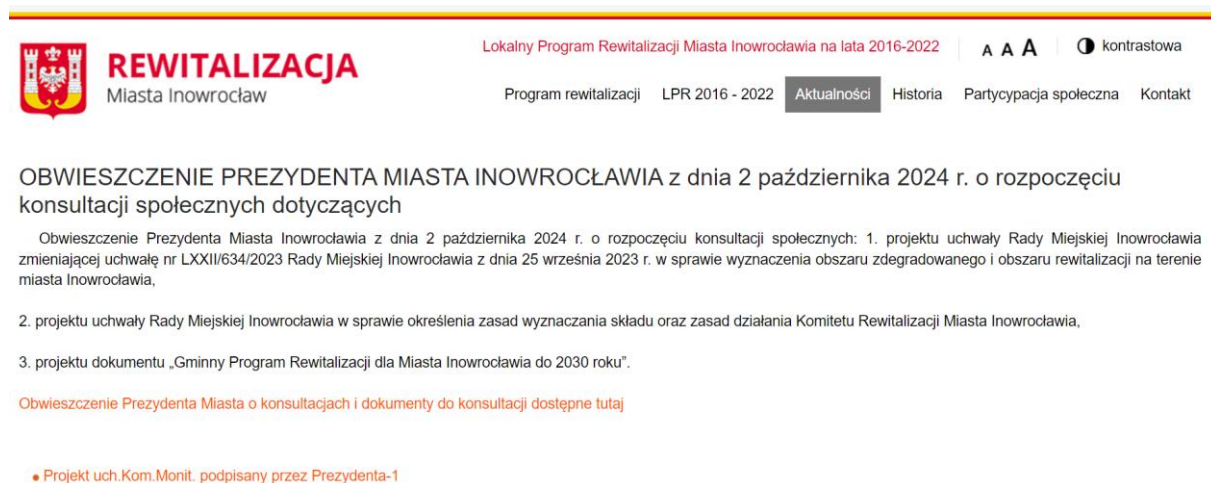 Lokalny Program Rewitalizacji Miasta Inowrocławia na lata 2016-2022
A A A
kontrastowa
REWITALIZACJA
Miasta Inowrocław
Program rewitalizacji LPR 2016 - 2022 Aktualności Historia Partycypacja społeczna Kontakt
OBWIESZCZENIE PREZYDENTA MIASTA INOWROCŁAWIA z dnia 2 października 2024 r. o rozpoczęciu
konsultacji społecznych dotyczących
Obwieszczenie Prezydenta Miasta Inowrocławia z dnia 2 października 2024 r. o rozpoczęciu konsultacji społecznych: 1. projektu uchwały Rady Miejskiej Inowrocławia
zmieniającej uchwałę nr LXXII/634/2023 Rady Miejskiej Inowrocławia z dnia 25 września 2023 r. w sprawie wyznaczenia obszaru zdegradowanego i obszaru rewitalizacji na terenie
miasta Inowrocławia,
2. projektu uchwały Rady Miejskiej Inowrocławia w sprawie określenia zasad wyznaczania składu oraz zasad działania Komitetu Rewitalizacji Miasta Inowrocławia,
3. projektu dokumentu „Gminny Program Rewitalizacji dla Miasta Inowrocławia do 2030 roku”.
Obwieszczenie Prezydenta Miasta o konsultacjach i dokumenty do konsultacji dostępne tutaj
• Projekt uch.Kom.Monit. podpisany przez Prezydenta-1